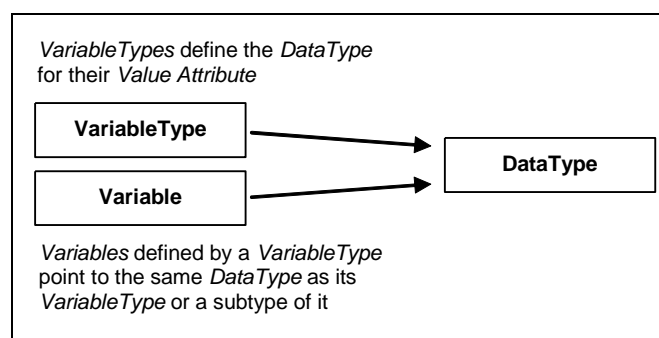 VariableTypes define the DataType
for their Value Attribute
VariableType
DataType
Variable
Variables defined by a VariableType
point to the same DataType as its
VariableType or a subtype of it